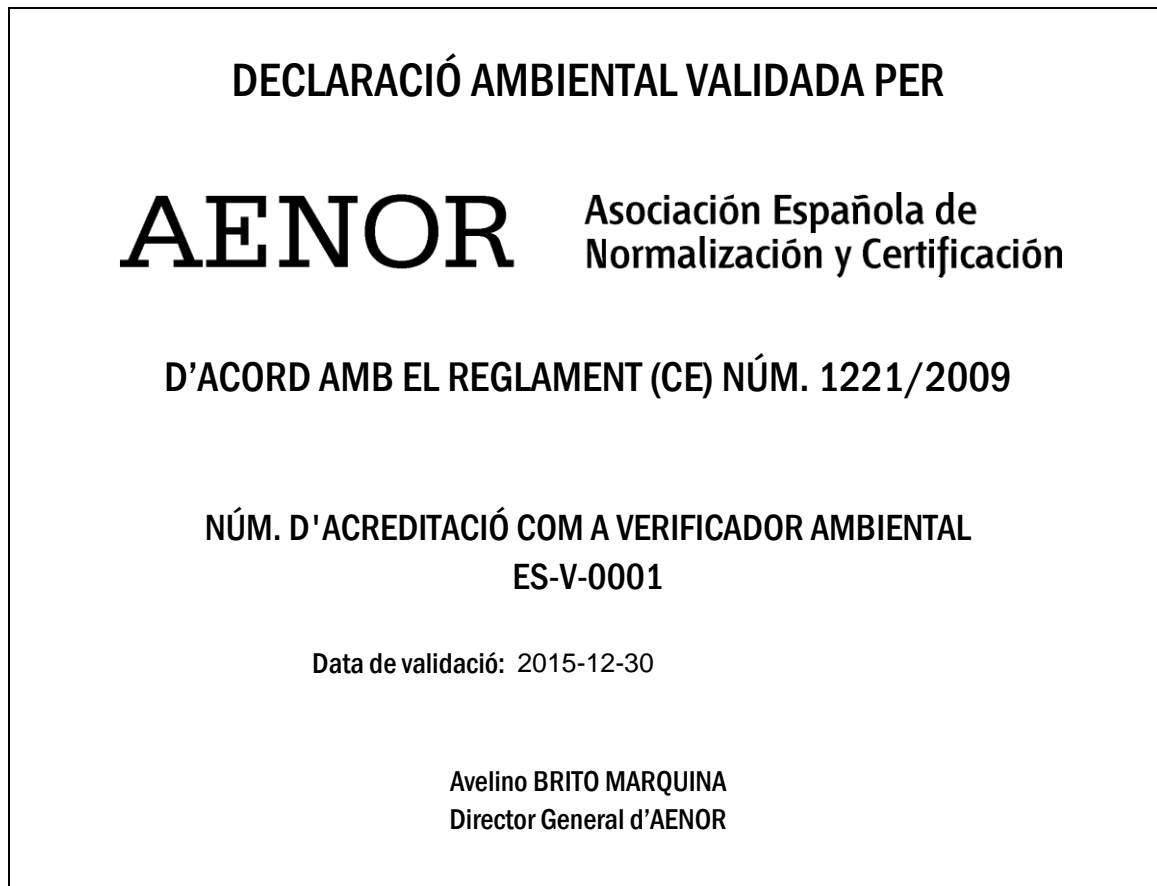 DECLARACIÓ AMBIENTAL VALIDADA PER
AENOR
Asociación Española de
Normalización y Certificación
D’ACORD AMB EL REGLAMENT (CE) NÚM. 1221/2009
NÚM. D'ACREDITACIÓ COM A VERIFICADOR AMBIENTAL
ES-V-0001
Data de validació: 2015-12-30
Avelino BRITO MARQUINA
Director General d’AENOR